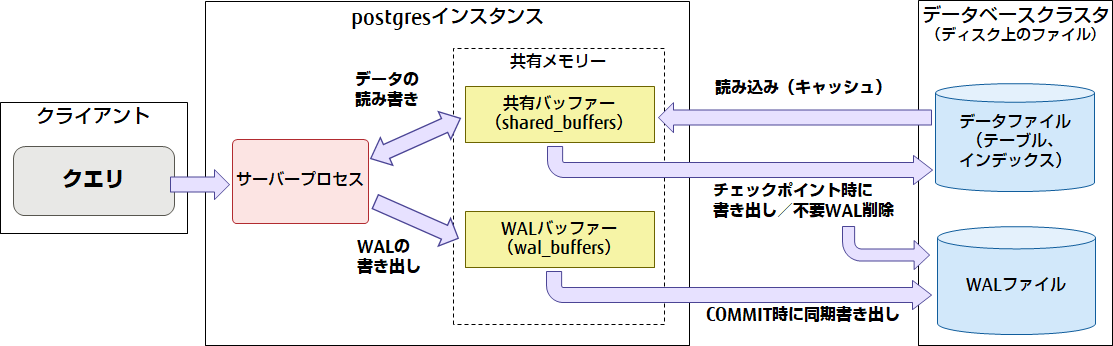 クライアント
クエリ
postgresインスタンス
サーバープロセス
データの
読み書き
WALの
書き出し
共有メモリー
共有バッファー
（shared_buffers）
WALバッファー
（wal_buffers）
読み込み（キャッシュ）
チェックポイント時に
書き出し／不要WAL削除
COMMIT時に同期書き出し
データベースクラスタ
（ディスク上のファイル）
データファイル
（テーブル、
インデックス）
WALファイル